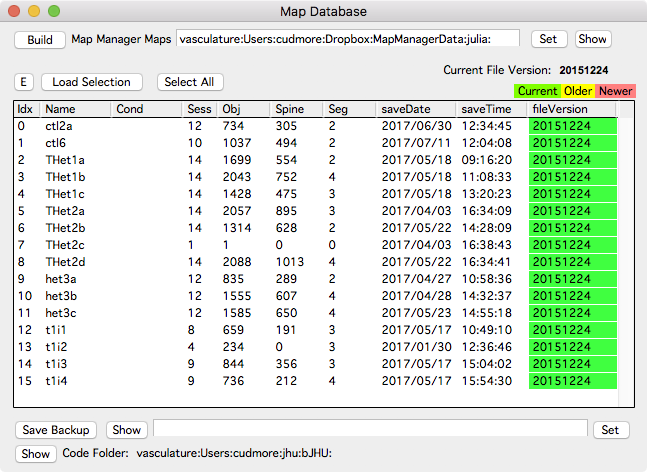 Map Database
Build Map Manager Maps vasculature:Users:cudmore:Dropbox:MapManagerData:julia: Set Show
Current File Version: 20151224
E Load Selection Select All
Current Older Newer
Idx Name Cond Sess Obj Spine Seg saveDate saveTime fileVersion
0 ctl2a 12 734 305 2 2017/06/30 12:34:45 20151224
1 ctl6 10 1037 494 2 2017/07/11 12:04:08 20151224
2 THet1a 14 1699 554 2 2017/05/18 09:16:20 20151224
3 THet1b 14 2043 752 4 2017/05/18 11:08:33 20151224
4 THet1c 14 1428 475 3 2017/05/18 13:20:23 20151224
5 THet2a 14 2057 895 3 2017/04/03 16:34:09 20151224
6 THet2b 14 1314 628 2 2017/05/22 14:28:09 20151224
7 THet2c 1 1 0 0 2017/04/03 16:38:43 20151224
8 THet2d 14 2088 1013 4 2017/05/22 16:34:41 20151224
9 het3a 12 835 289 2 2017/04/27 10:58:36 20151224
10 het3b 12 1555 607 4 2017/04/28 14:32:37 20151224
11 het3c 12 1585 650 4 2017/05/23 14:55:18 20151224
12 t1i1 8 659 191 3 2017/05/17 10:49:10 20151224
13 t1i2 4 234 0 3 2017/01/30 12:36:46 20151224
14 t1i3 9 844 356 3 2017/05/17 15:04:02 20151224
15 t1i4 9 736 212 4 2017/05/17 15:54:30 20151224
Save Backup Show Set
Show Code Folder: vasculature:Users:cudmore:jhu:bJHU: